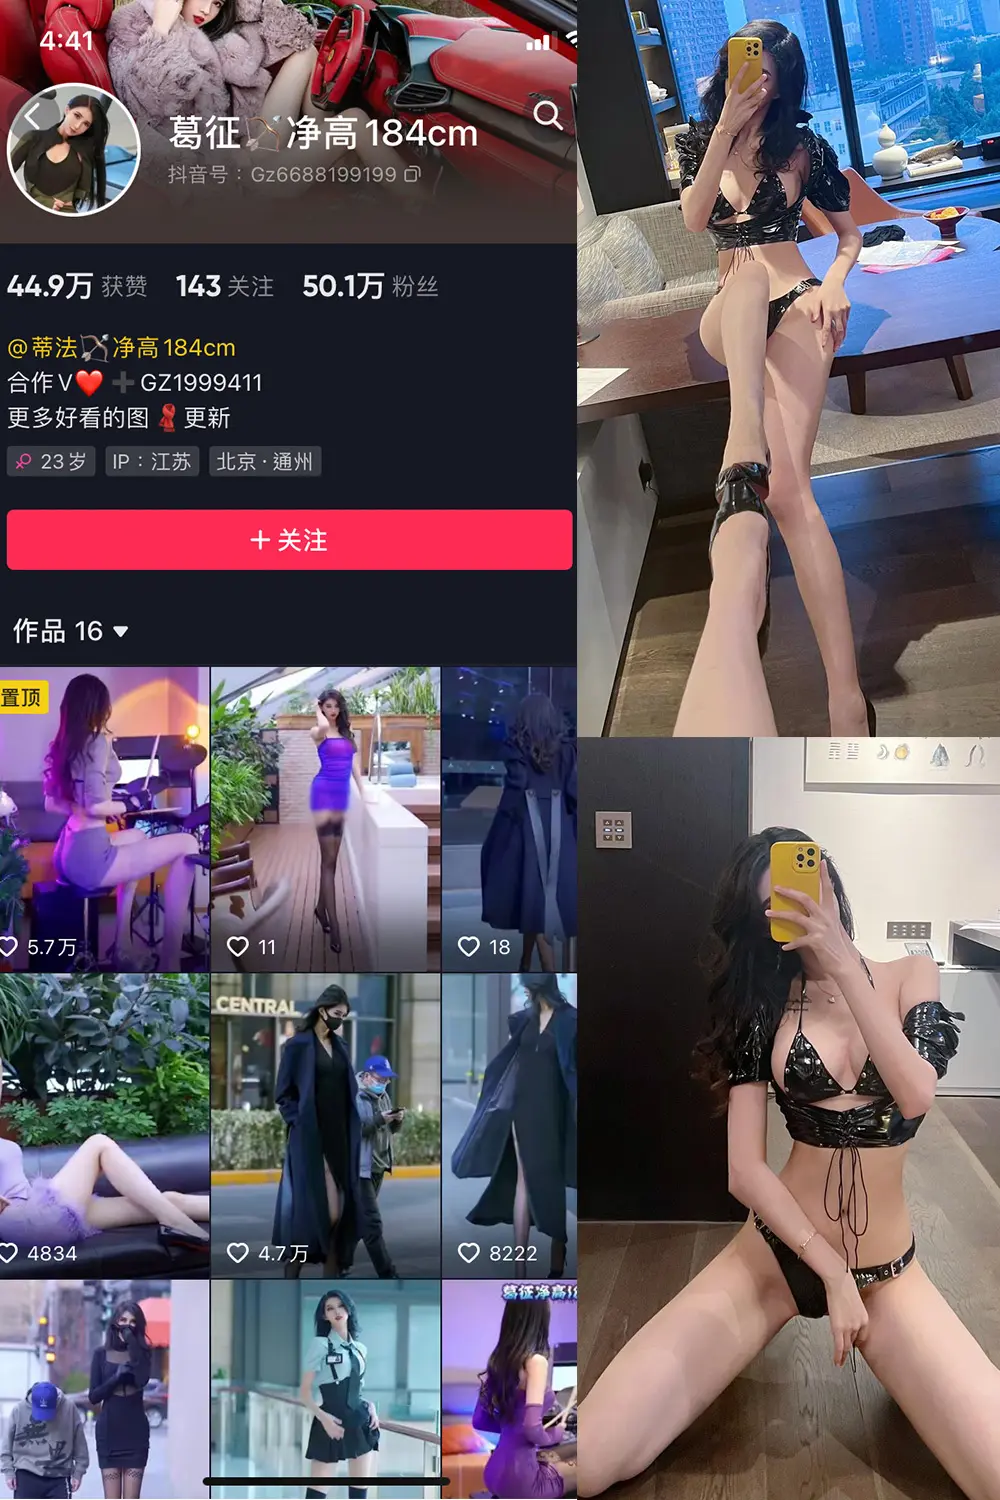 4:41
葛征🏹净高184cm
抖音号：Gz6688199199
44.9万 获赞 143 关注 50.1万 粉丝
@蒂法🏹净高184cm
合作V❤️➕GZ1999411
更多好看的图🧣更新
♀ 23岁 IP：江苏 北京·通州
+ 关注
作品 16
置顶
5.7万 11 18
CENTRAL
4834 4.7万 8222
葛征净高